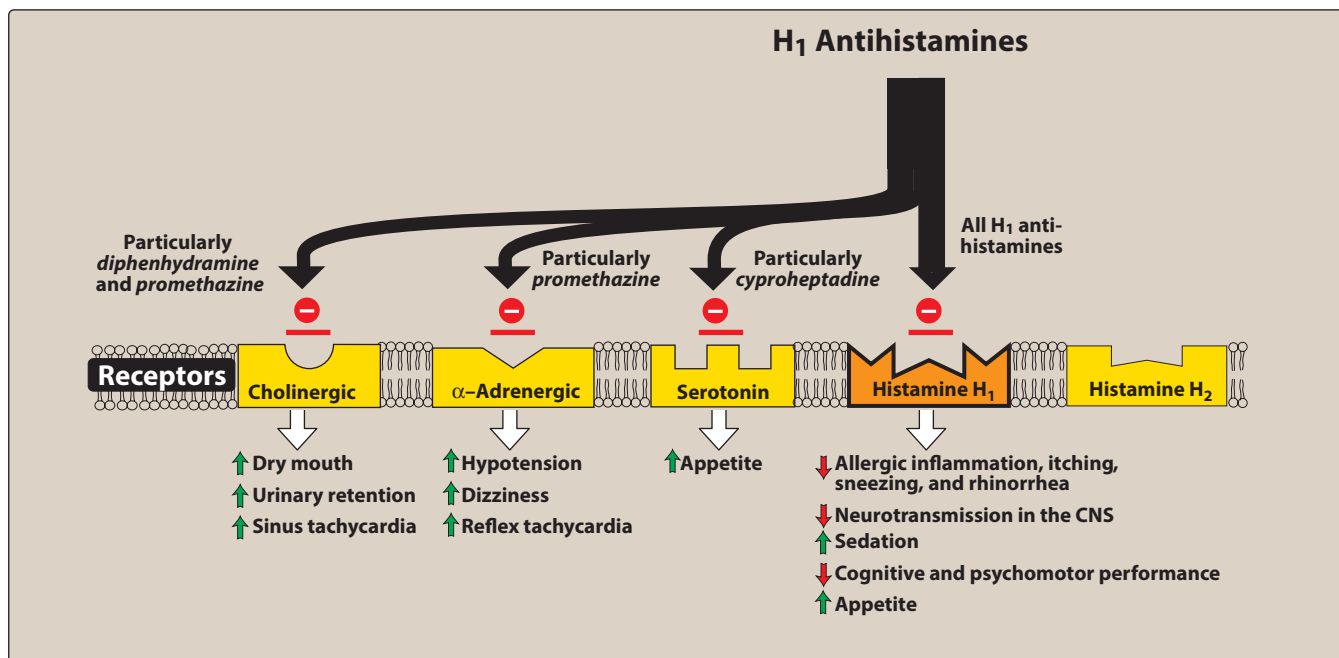 H1 Antihistamines
Particularly
diphenhydramine
and promethazine
Particularly
promethazine
Particularly
cyproheptadine
All H1 anti-
histamines
Receptors
Cholinergic
α–Adrenergic
Serotonin
Histamine H1
Histamine H2
Dry mouth
Urinary retention
Sinus tachycardia
Hypotension
Dizziness
Reflex tachycardia
Appetite
Allergic inflammation, itching,
sneezing, and rhinorrhea
Neurotransmission in the CNS
Sedation
Cognitive and psychomotor performance
Appetite